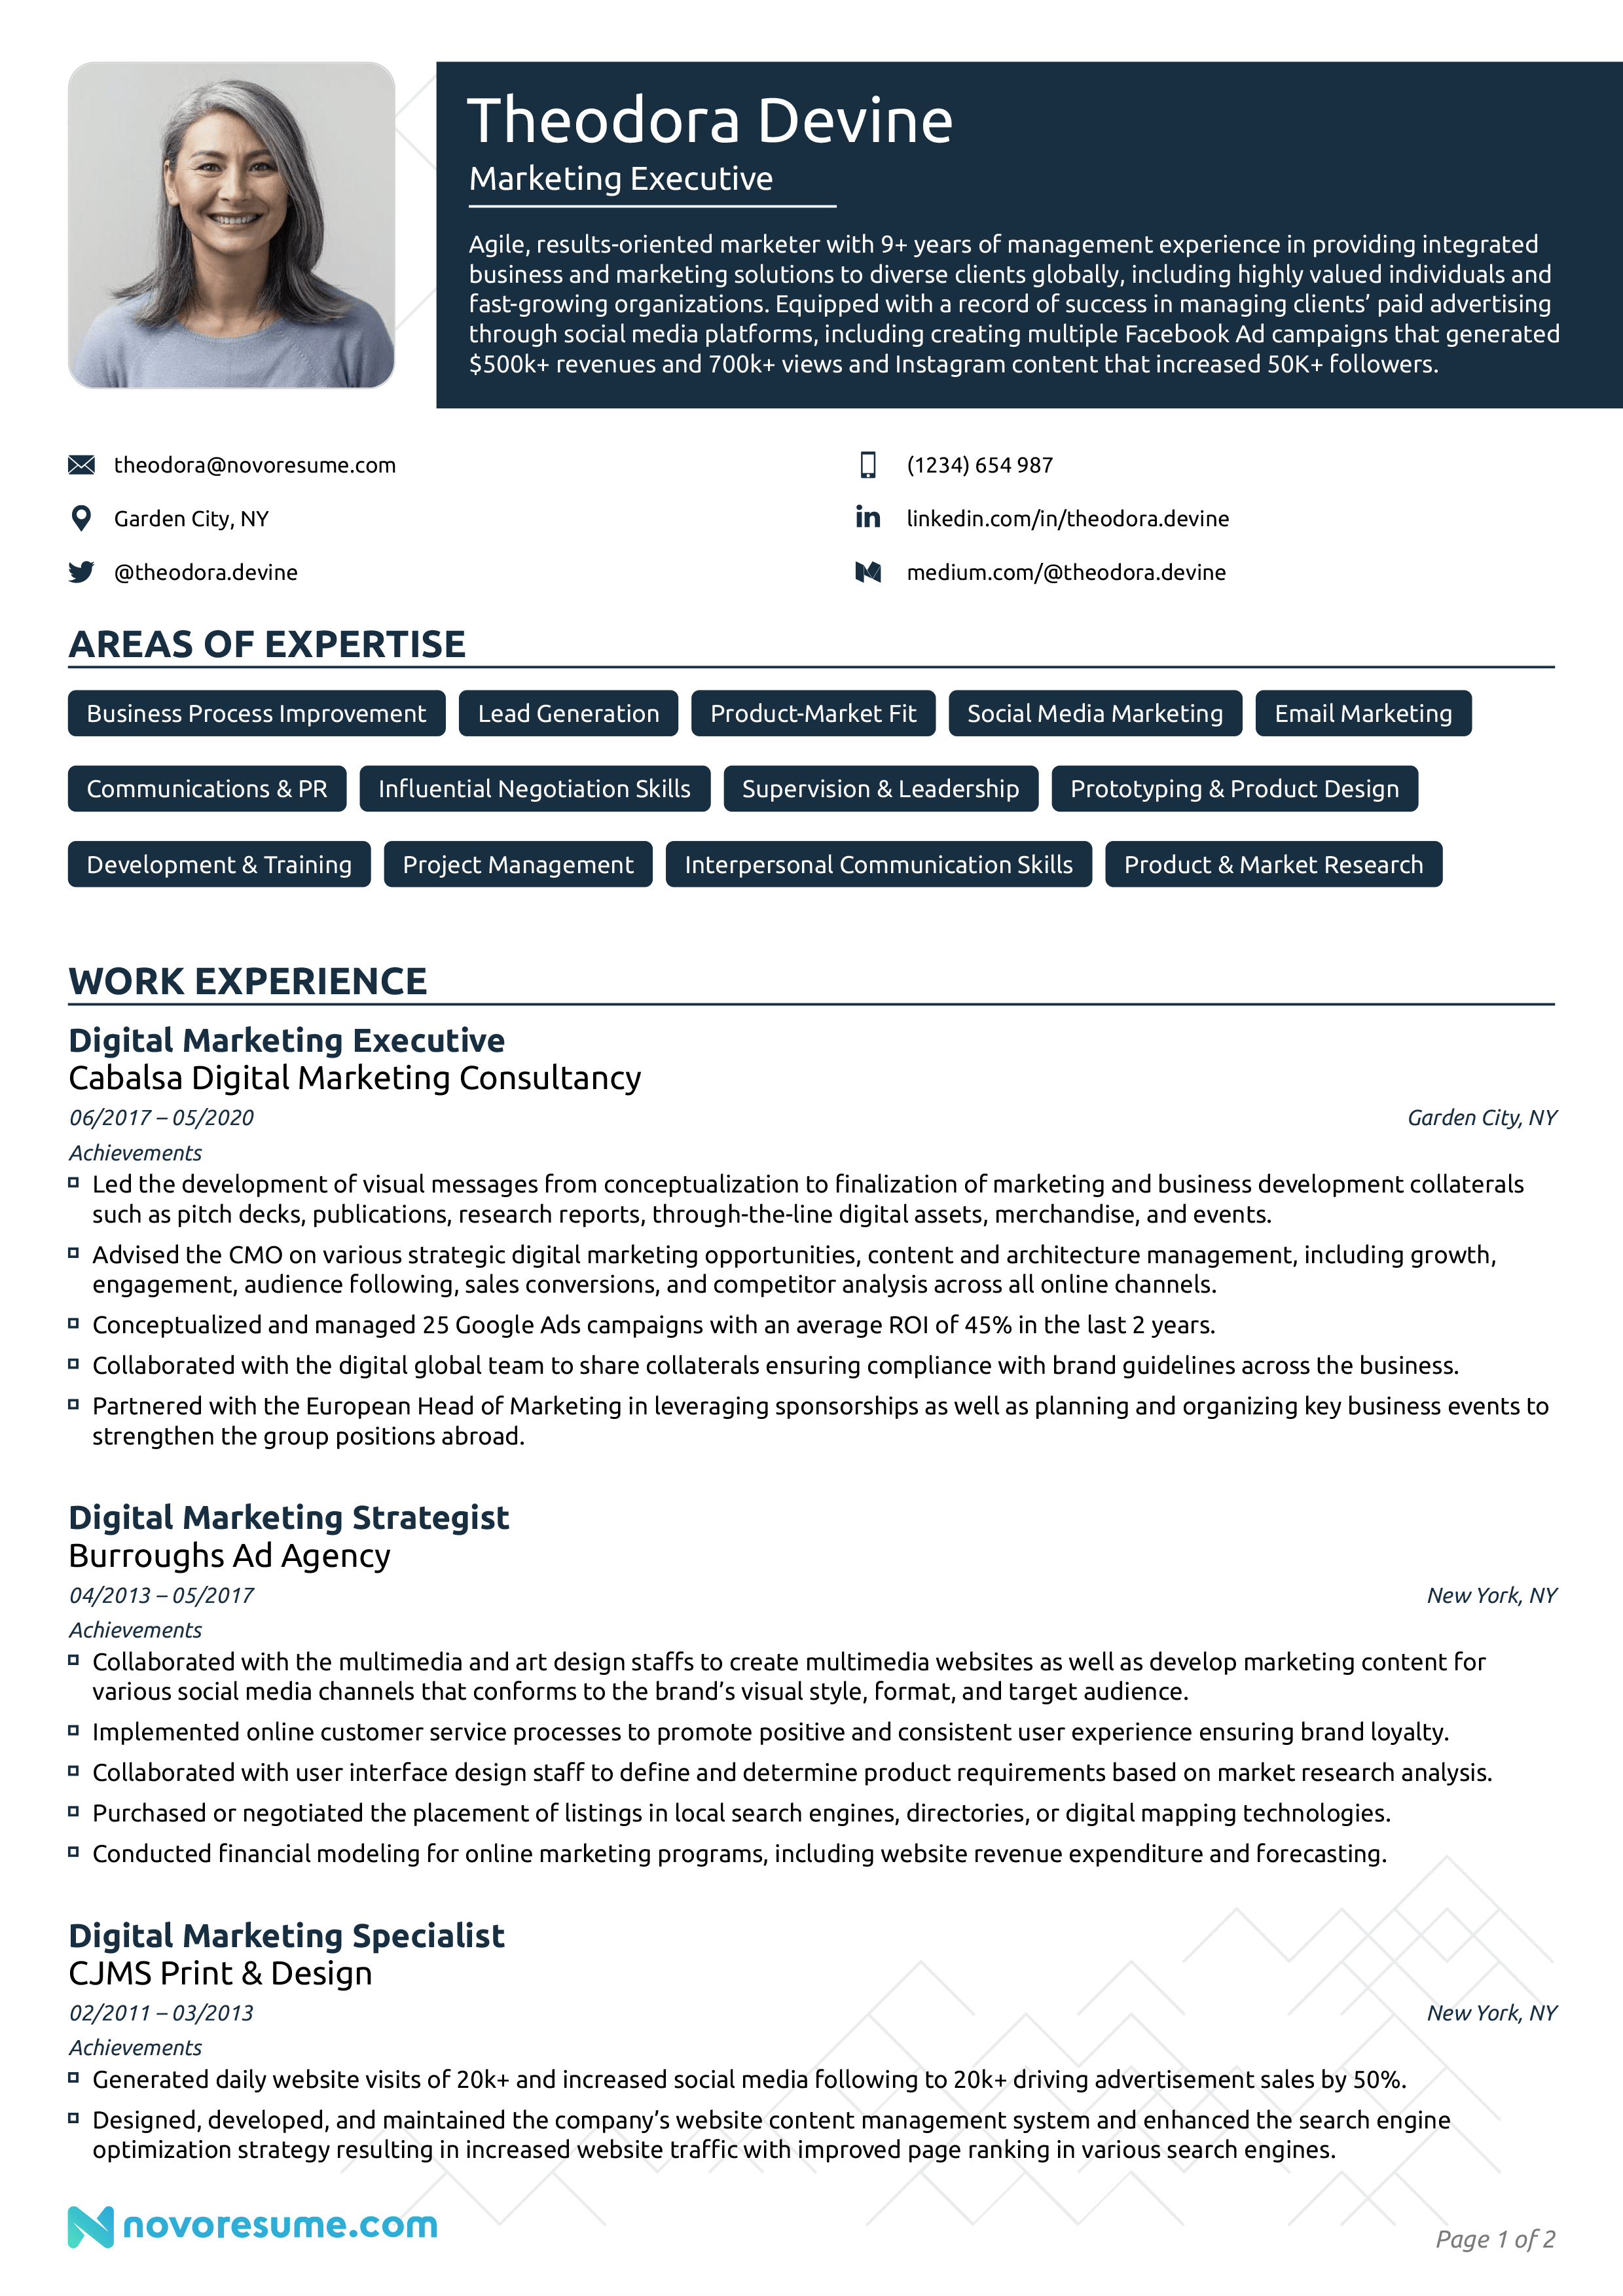 Theodora Devine
Marketing Executive
Agile, results-oriented marketer with 9+ years of management experience in providing integrated
business and marketing solutions to diverse clients globally, including highly valued individuals and
fast-growing organizations. Equipped with a record of success in managing clients’ paid advertising
through social media platforms, including creating multiple Facebook Ad campaigns that generated
$500k+ revenues and 700k+ views and Instagram content that increased 50K+ followers.
theodora@novoresume.com
(1234) 654 987
Garden City, NY
linkedin.com/in/theodora.devine
@theodora.devine
medium.com/@theodora.devine
AREAS OF EXPERTISE
Business Process Improvement Lead Generation Product-Market Fit Social Media Marketing Email Marketing
Communications & PR Influential Negotiation Skills Supervision & Leadership Prototyping & Product Design
Development & Training Project Management Interpersonal Communication Skills Product & Market Research
WORK EXPERIENCE
Digital Marketing Executive
Cabalsa Digital Marketing Consultancy
06/2017 – 05/2020 Garden City, NY
Achievements
Led the development of visual messages from conceptualization to finalization of marketing and business development collaterals
such as pitch decks, publications, research reports, through-the-line digital assets, merchandise, and events.
Advised the CMO on various strategic digital marketing opportunities, content and architecture management, including growth,
engagement, audience following, sales conversions, and competitor analysis across all online channels.
Conceptualized and managed 25 Google Ads campaigns with an average ROI of 45% in the last 2 years.
Collaborated with the digital global team to share collaterals ensuring compliance with brand guidelines across the business.
Partnered with the European Head of Marketing in leveraging sponsorships as well as planning and organizing key business events to
strengthen the group positions abroad.
Digital Marketing Strategist
Burroughs Ad Agency
04/2013 – 05/2017 New York, NY
Achievements
Collaborated with the multimedia and art design staffs to create multimedia websites as well as develop marketing content for
various social media channels that conforms to the brand’s visual style, format, and target audience.
Implemented online customer service processes to promote positive and consistent user experience ensuring brand loyalty.
Collaborated with user interface design staff to define and determine product requirements based on market research analysis.
Purchased or negotiated the placement of listings in local search engines, directories, or digital mapping technologies.
Conducted financial modeling for online marketing programs, including website revenue expenditure and forecasting.
Digital Marketing Specialist
CJMS Print & Design
02/2011 – 03/2013 New York, NY
Achievements
Generated daily website visits of 20k+ and increased social media following to 20k+ driving advertisement sales by 50%.
Designed, developed, and maintained the company’s website content management system and enhanced the search engine
optimization strategy resulting in increased website traffic with improved page ranking in various search engines.
novoresume.com
Page 1 of 2